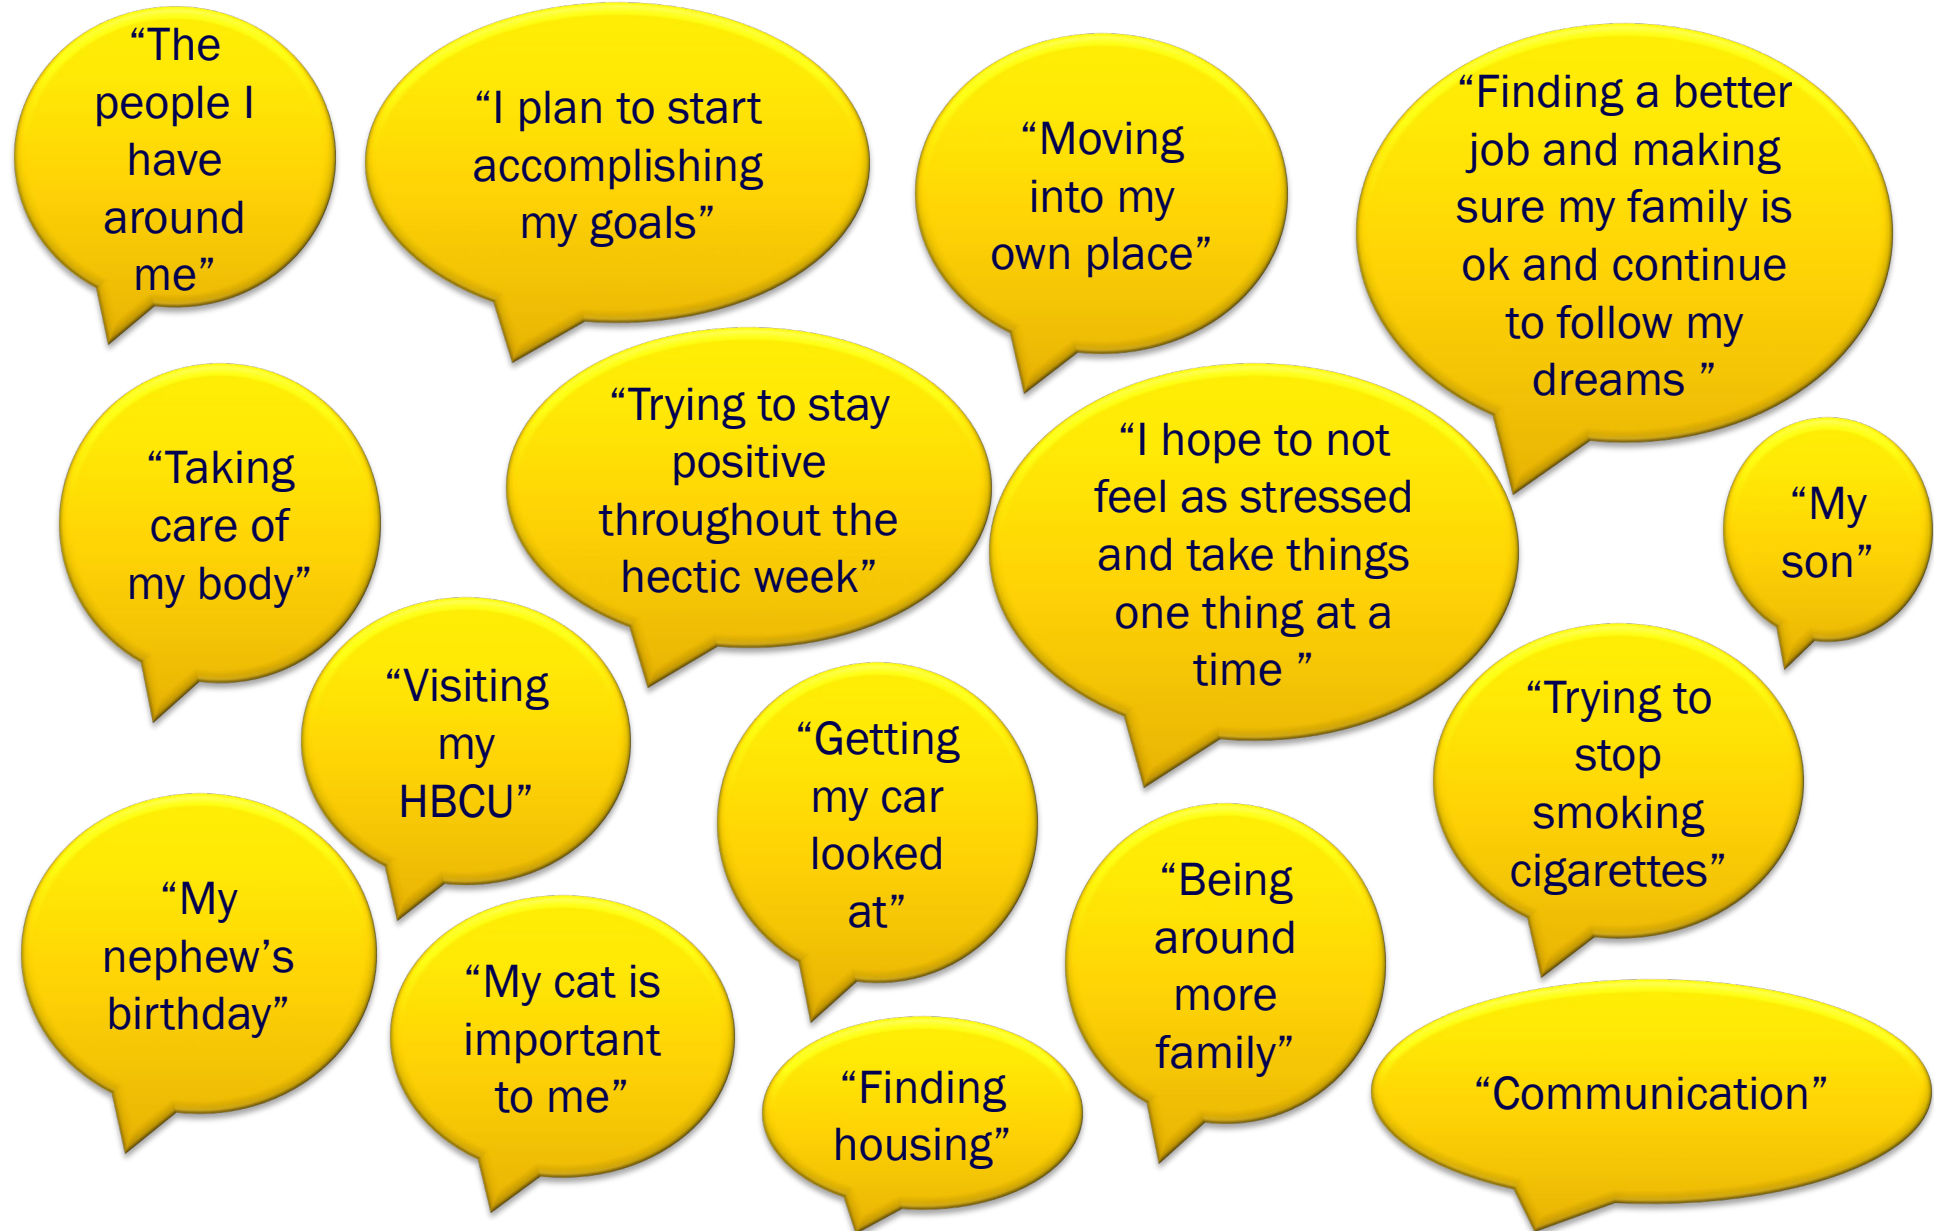 “The
people I
have
around
me”
“I plan to start
accomplishing
my goals”
“Moving
into my
own place”
“Finding a better
job and making
sure my family is
ok and continue
to follow my
dreams ”
“Taking
care of
my body”
“Trying to stay
positive
throughout the
hectic week”
“I hope to not
feel as stressed
and take things
one thing at a
time ”
“My
son”
“Visiting
my
HBCU”
“Getting
my car
looked
at”
“Trying to
stop
smoking
cigarettes”
“My
nephew’s
birthday”
“My cat is
important
to me”
“Being
around
more
family”
“Finding
housing”
“Communication”